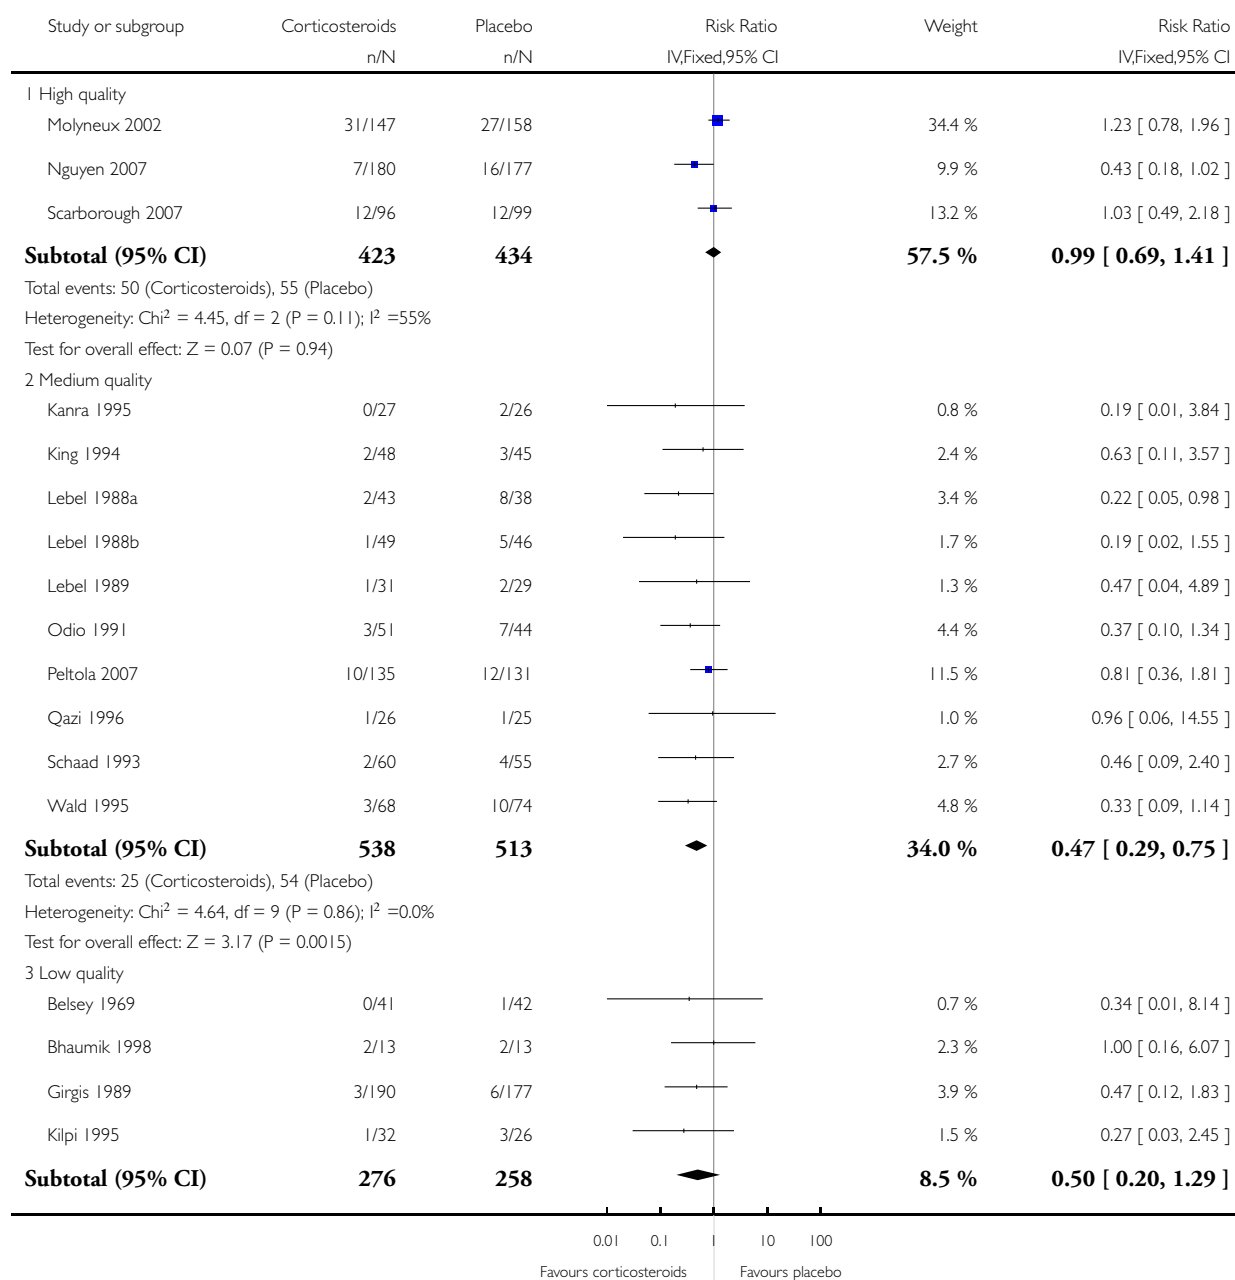 Study or subgroup Corticosteroids Placebo Risk Ratio Weight Risk Ratio
n/N n/N IV,Fixed,95% CI IV,Fixed,95% CI
1 High quality
Molyneux 2002 31/147 27/158 34.4 % 1.23 [ 0.78, 1.96 ]
Nguyen 2007 7/180 16/177 9.9 % 0.43 [ 0.18, 1.02 ]
Scarborough 2007 12/96 12/99 13.2 % 1.03 [ 0.49, 2.18 ]
Subtotal (95% CI) 423 434 57.5 % 0.99 [ 0.69, 1.41 ]
Total events: 50 (Corticosteroids), 55 (Placebo)
Heterogeneity: Chi² = 4.45, df = 2 (P = 0.11); I² =55%
Test for overall effect: Z = 0.07 (P = 0.94)
2 Medium quality
Kanra 1995 0/27 2/26 0.8 % 0.19 [ 0.01, 3.84 ]
King 1994 2/48 3/45 2.4 % 0.63 [ 0.11, 3.57 ]
Lebel 1988a 2/43 8/38 3.4 % 0.22 [ 0.05, 0.98 ]
Lebel 1988b 1/49 5/46 1.7 % 0.19 [ 0.02, 1.55 ]
Lebel 1989 1/31 2/29 1.3 % 0.47 [ 0.04, 4.89 ]
Odio 1991 3/51 7/44 4.4 % 0.37 [ 0.10, 1.34 ]
Peltola 2007 10/135 12/131 11.5 % 0.81 [ 0.36, 1.81 ]
Qazi 1996 1/26 1/25 1.0 % 0.96 [ 0.06, 14.55 ]
Schaad 1993 2/60 4/55 2.7 % 0.46 [ 0.09, 2.40 ]
Wald 1995 3/68 10/74 4.8 % 0.33 [ 0.09, 1.14 ]
Subtotal (95% CI) 538 513 34.0 % 0.47 [ 0.29, 0.75 ]
Total events: 25 (Corticosteroids), 54 (Placebo)
Heterogeneity: Chi² = 4.64, df = 9 (P = 0.86); I² =0.0%
Test for overall effect: Z = 3.17 (P = 0.0015)
3 Low quality
Belsey 1969 0/41 1/42 0.7 % 0.34 [ 0.01, 8.14 ]
Bhaumik 1998 2/13 2/13 2.3 % 1.00 [ 0.16, 6.07 ]
Girgis 1989 3/190 6/177 3.9 % 0.47 [ 0.12, 1.83 ]
Kilpi 1995 1/32 3/26 1.5 % 0.27 [ 0.03, 2.45 ]
Subtotal (95% CI) 276 258 8.5 % 0.50 [ 0.20, 1.29 ]
0.01 0.1 1 10 100
Favours corticosteroids Favours placebo